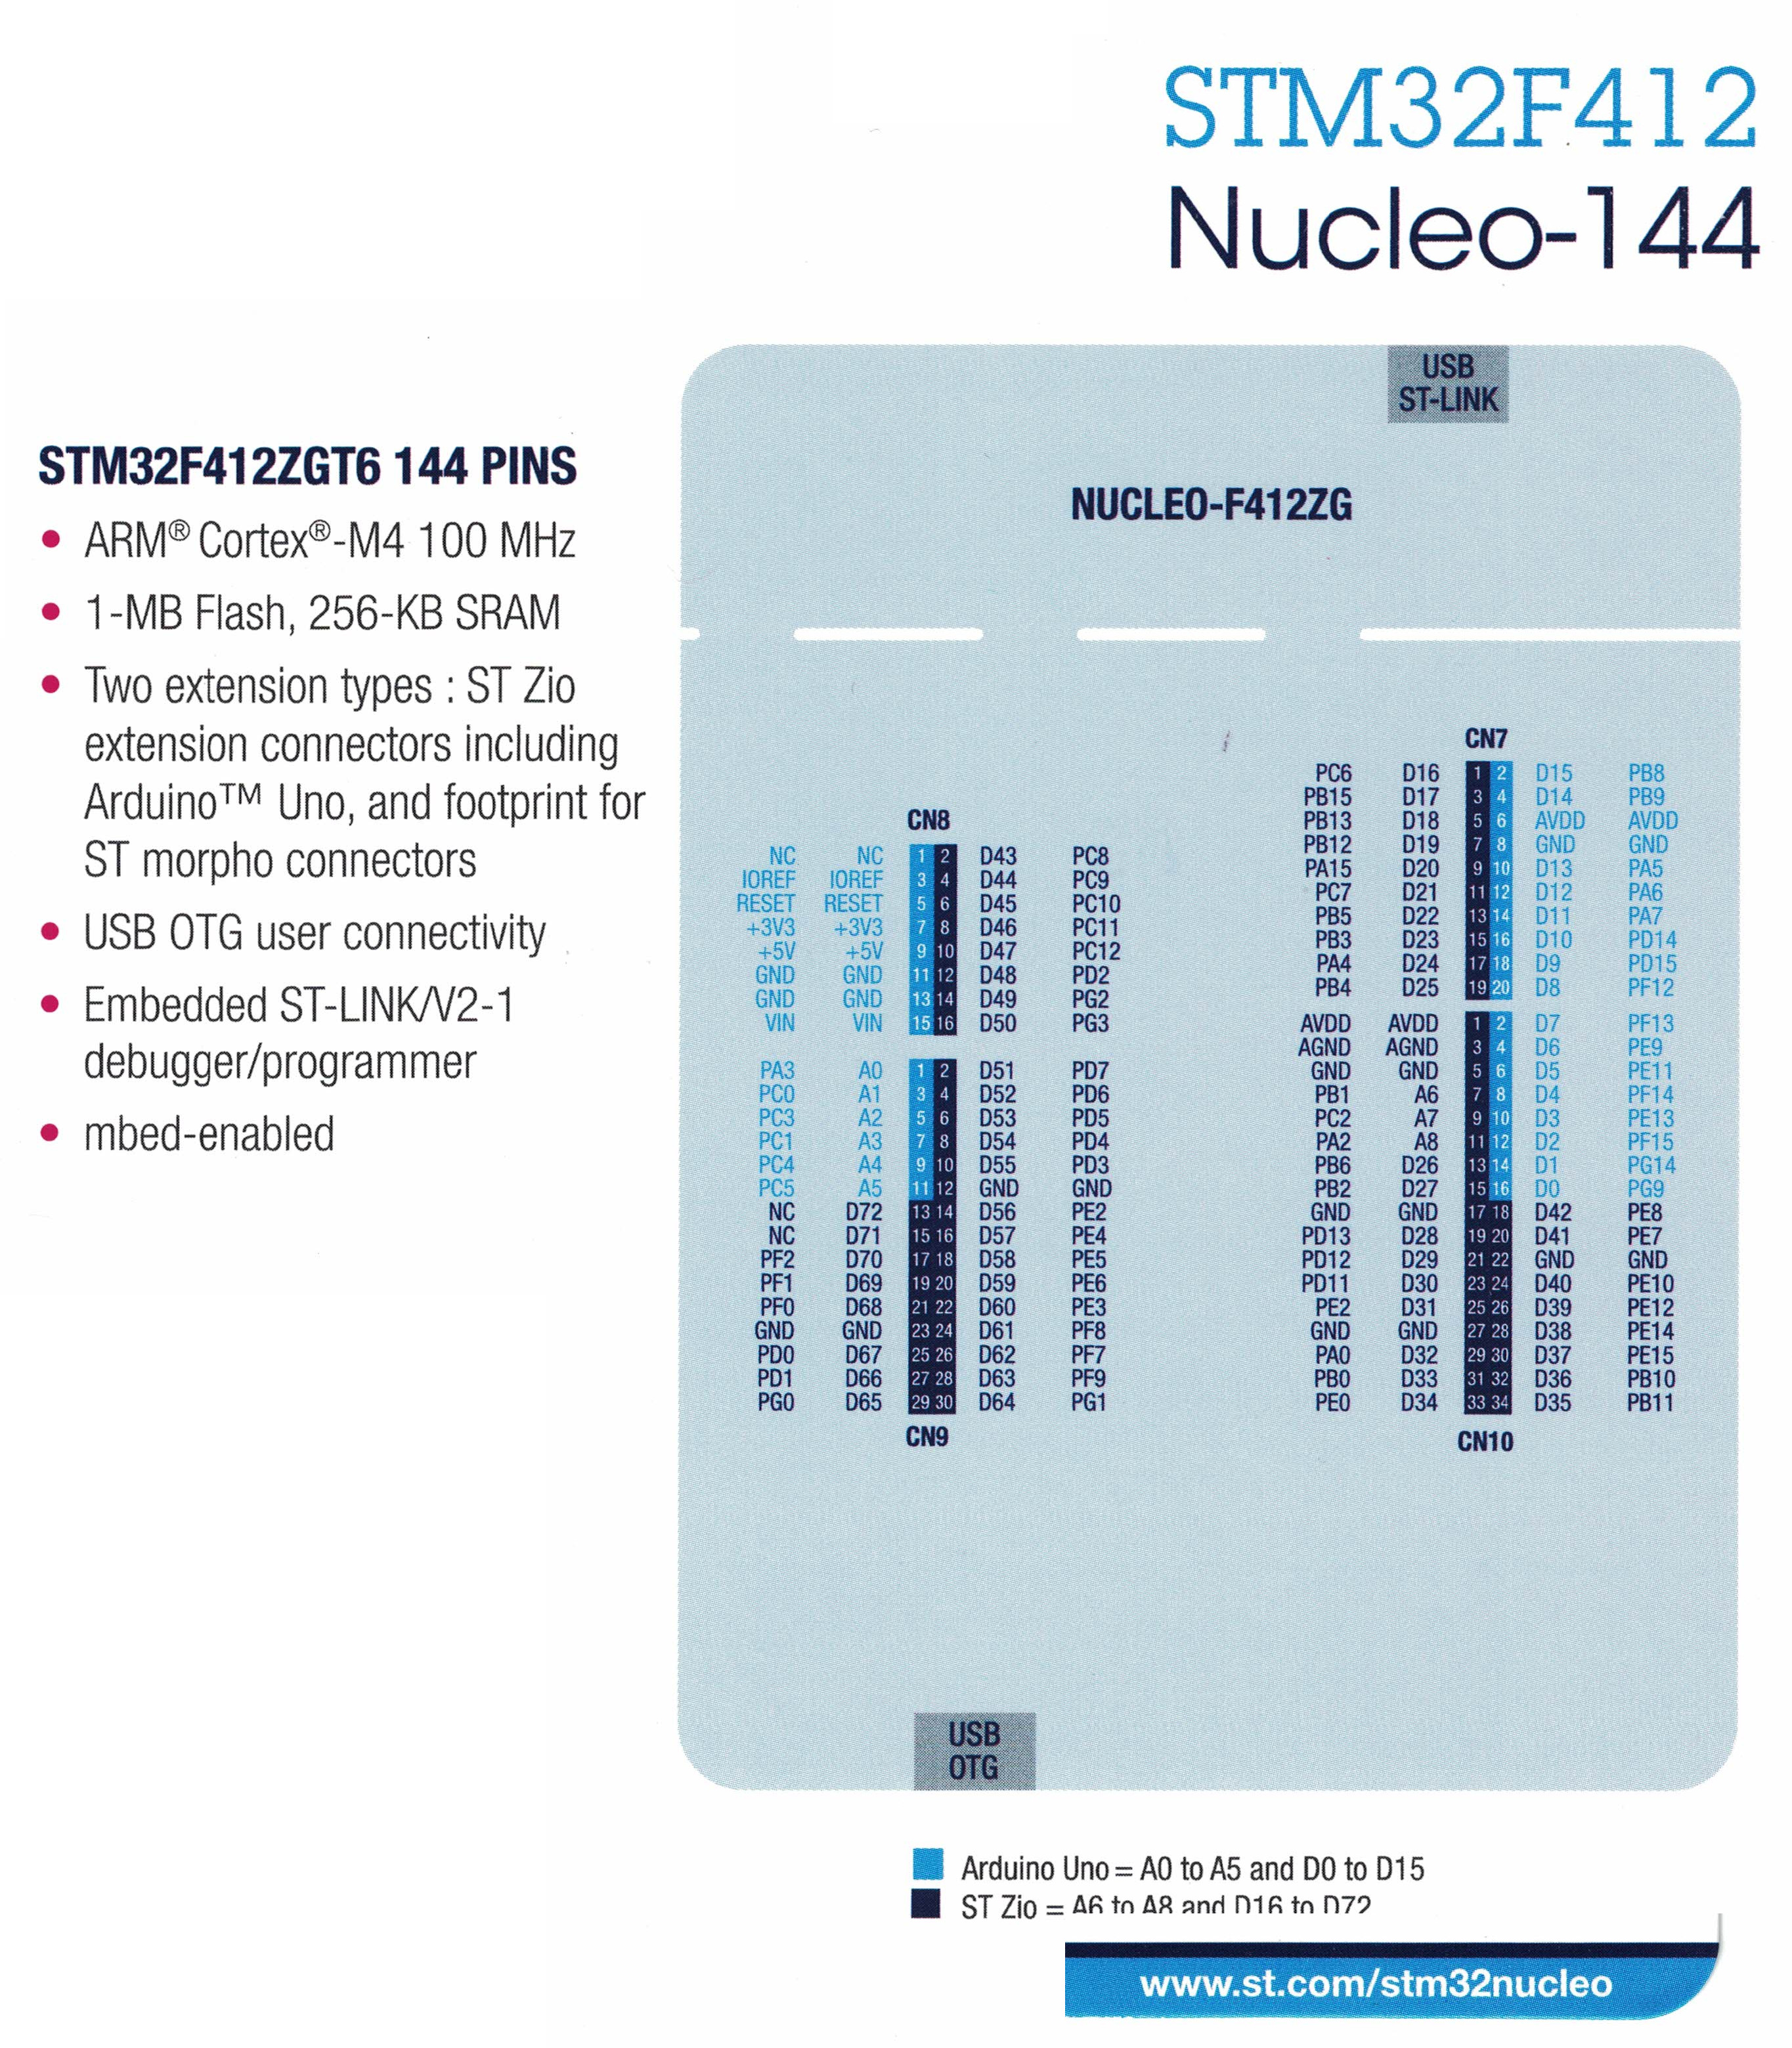 STM32F412
Nucleo-144
STM32F412ZGT6 144 PINS
• ARM® Cortex®-M4 100 MHz
• 1-MB Flash, 256-KB SRAM
• Two extension types : ST Zio
extension connectors including
Arduino™ Uno, and footprint for
ST morpho connectors
• USB OTG user connectivity
• Embedded ST-LINK/V2-1
debugger/programmer
• mbed-enabled
USB
ST-LINK
NUCLEO-F412ZG
CN8
NC NC 1 2 D43 PC8
IOREF IOREF 3 4 D44 PC9
RESET RESET 5 6 D45 PC10
+3V3 +3V3 7 8 D46 PC11
+5V +5V 9 10 D47 PC12
GND GND 11 12 D48 PD2
GND GND 13 14 D49 PG2
VIN VIN 15 16 D50 PG3
PA3 A0 1 2 D51 PD7
PC0 A1 3 4 D52 PD6
PC3 A2 5 6 D53 PD5
PC1 A3 7 8 D54 PD4
PC4 A4 9 10 D55 PD3
PC5 A5 11 12 GND GND
NC D72 13 14 D56 PE2
NC D71 15 16 D57 PE4
PF2 D70 17 18 D58 PE5
PF1 D69 19 20 D59 PE6
PF0 D68 21 22 D60 PE3
GND GND 23 24 D61 PF8
PD0 D67 25 26 D62 PF7
PD1 D66 27 28 D63 PF9
PG0 D65 29 30 D64 PG1
CN9
CN7
PC6 D16 1 2 D15 PB8
PB15 D17 3 4 D14 PB9
PB13 D18 5 6 AVDD AVDD
PB12 D19 7 8 GND GND
PA15 D20 9 10 D13 PA5
PC7 D21 11 12 D12 PA6
PB5 D22 13 14 D11 PA7
PB3 D23 15 16 D10 PD14
PA4 D24 17 18 D9 PD15
PB4 D25 19 20 D8 PF12
AVDD AVDD 1 2 D7 PF13
AGND AGND 3 4 D6 PE9
GND GND 5 6 D5 PE11
PB1 A6 7 8 D4 PF14
PC2 A7 9 10 D3 PE13
PA2 A8 11 12 D2 PF15
PB6 D26 13 14 D1 PG14
PB2 D27 15 16 D0 PG9
GND GND 17 18 D42 PE8
PD13 D28 19 20 D41 PE7
PD12 D29 21 22 GND GND
PD11 D30 23 24 D40 PE10
PE2 D31 25 26 D39 PE12
GND GND 27 28 D38 PE14
PA0 D32 29 30 D37 PE15
PB0 D33 31 32 D36 PB10
PE0 D34 33 34 D35 PB11
CN10
USB
OTG
Arduino Uno = A0 to A5 and D0 to D15
ST Zio = A6 to A8 and D16 to D72
www.st.com/stm32nucleo